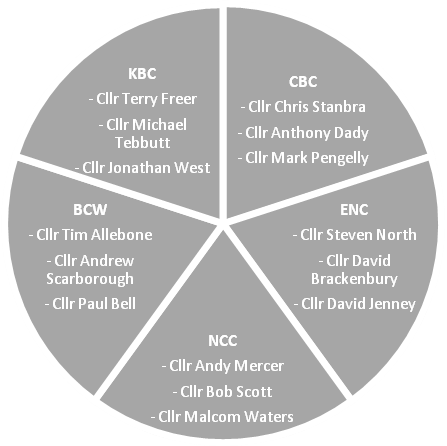 KBC
- Cllr Terry Freer
- Cllr Michael
Tebbutt
- Cllr Jonathan West
CBC
- Cllr Chris Stanbra
- Cllr Anthony Dady
- Cllr Mark Pengelly
BCW
- Cllr Tim Allebone
- Cllr Andrew
Scarborough
- Cllr Paul Bell
ENC
- Cllr Steven North
- Cllr David
Brackenbury
- Cllr David Jenney
NCC
- Cllr Andy Mercer
- Cllr Bob Scott
- Cllr Malcom Waters